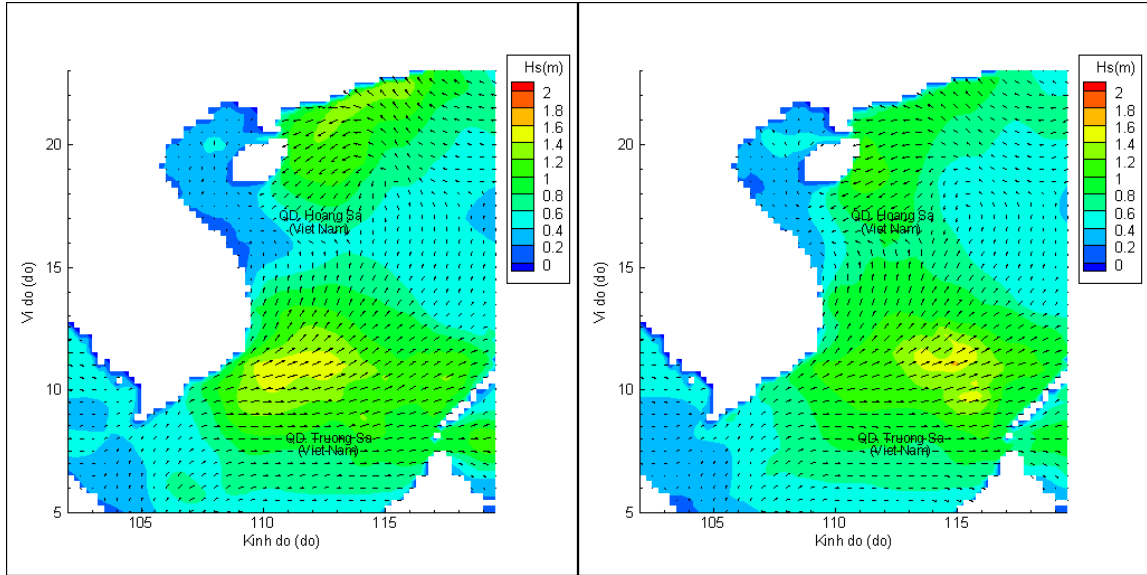 Hs(m)
2
1.8
1.6
1.4
1.2
1
0.8
0.6
0.4
0.2
0
20
15
10
5
Vi do (do)
QD. Hoang Sa
(Viet Nam)
QD. Truong Sa
(Viet Nam)
105
110
115
Kinh do (do)
Hs(m)
2
1.8
1.6
1.4
1.2
1
0.8
0.6
0.4
0.2
0
20
15
10
5
Vi do (do)
QD. Hoang Sa
(Viet Nam)
QD. Truong Sa
(Viet Nam)
105
110
115
Kinh do (do)